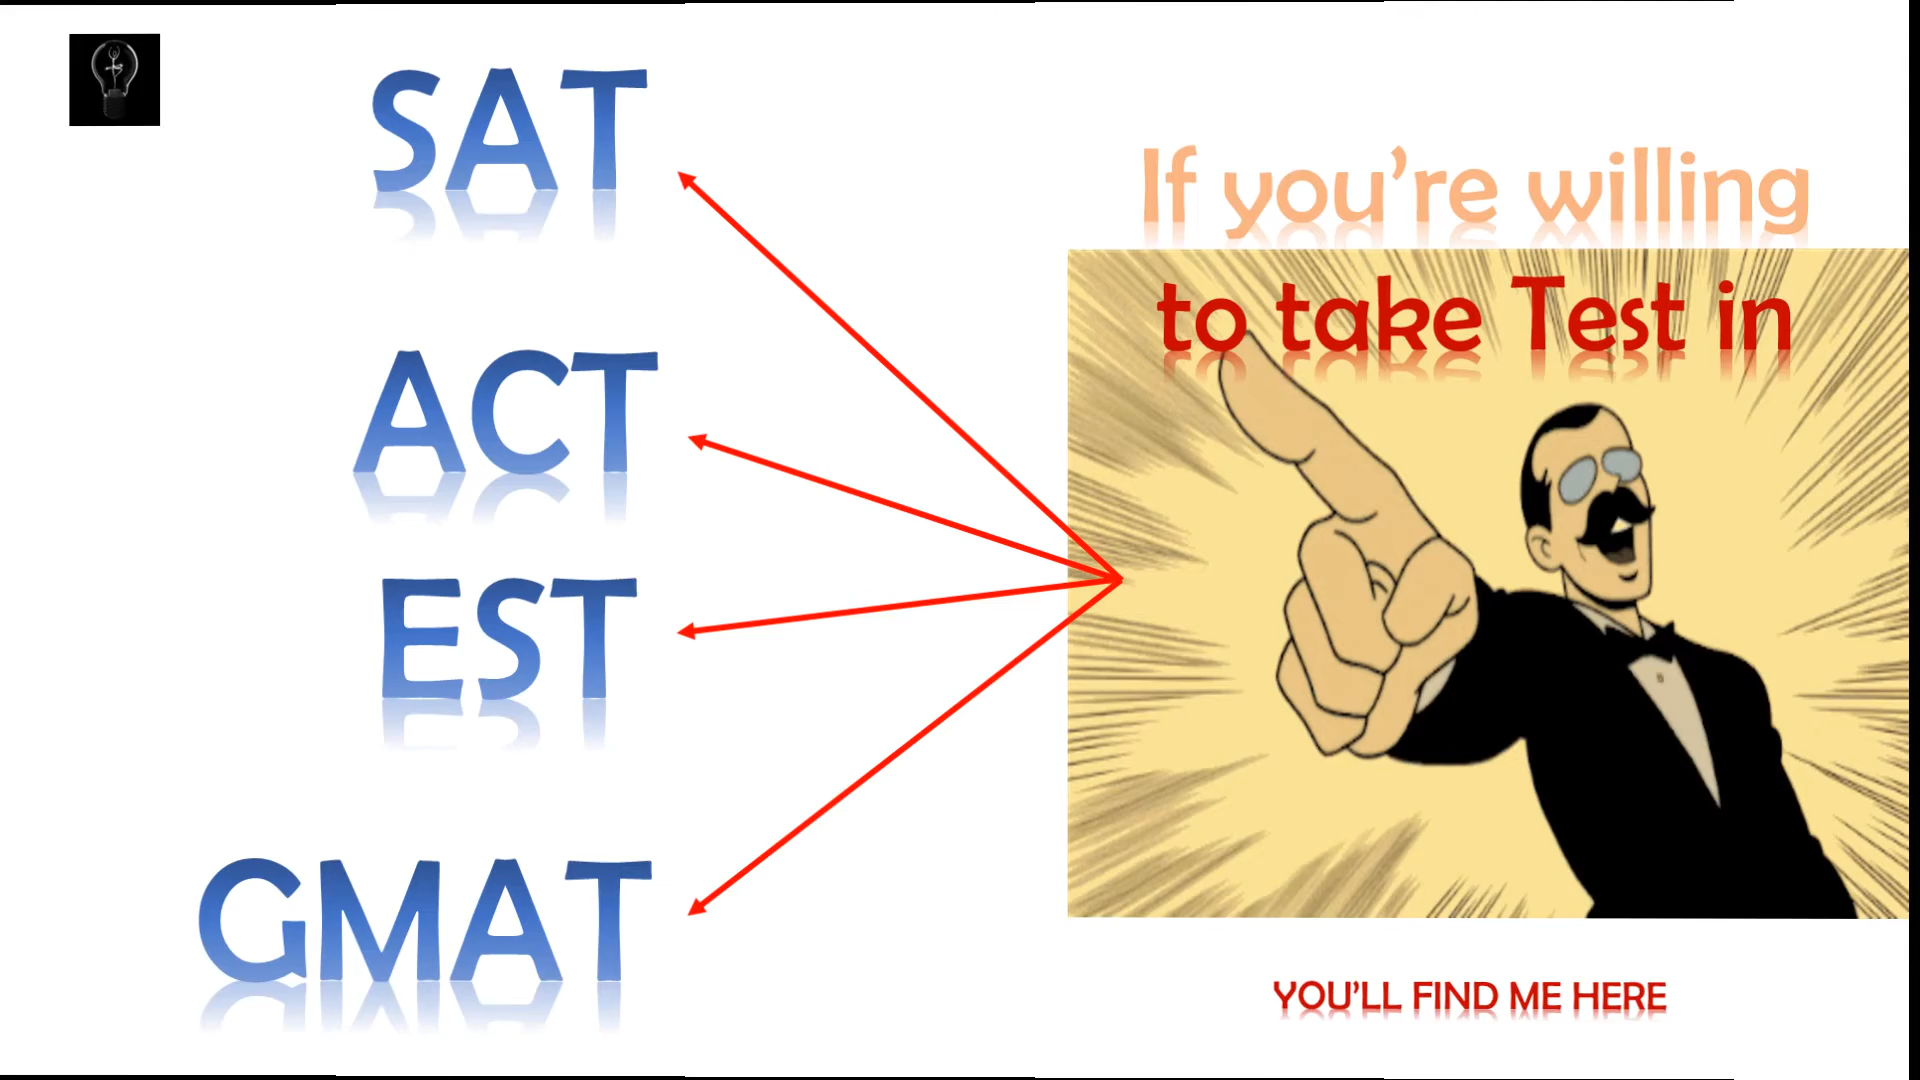 SAT
ACT
EST
GMAT
If you're willing
to take Test in
YOU'LL FIND ME HERE